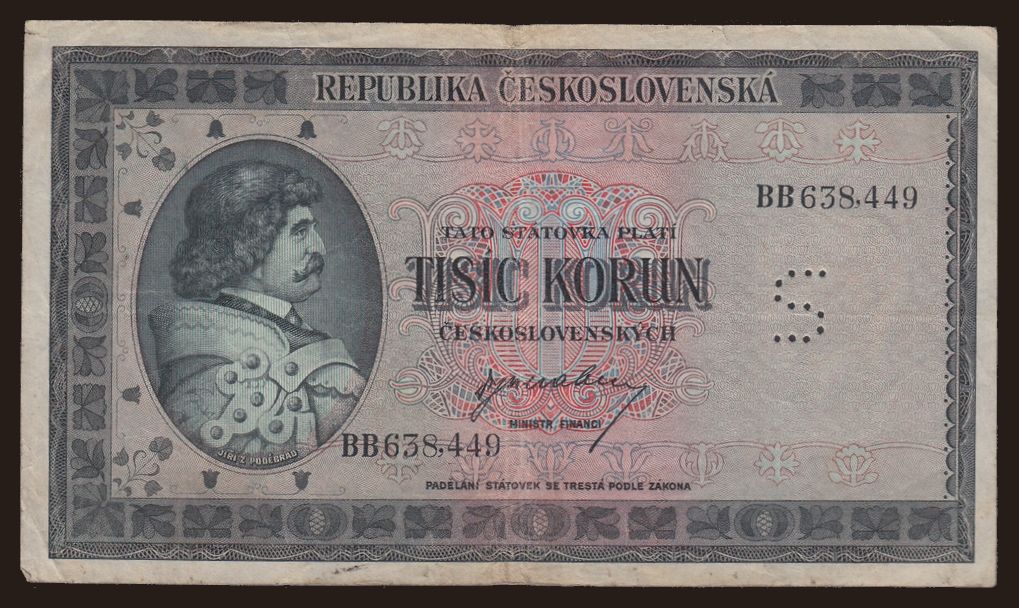 REPUBLIKA ČESKOSLOVENSKÁ
BB638,449
TATO STÁTOVKA PLATÍ
TISÍC KORUN
ČESKOSLOVENSKÝCH
S
MINISTR FINANCÍ
BB638,449
JIŘÍ Z PODĚBRAD
PADĚLÁNÍ STÁTOVEK SE TRESTÁ PODLE ZÁKONA